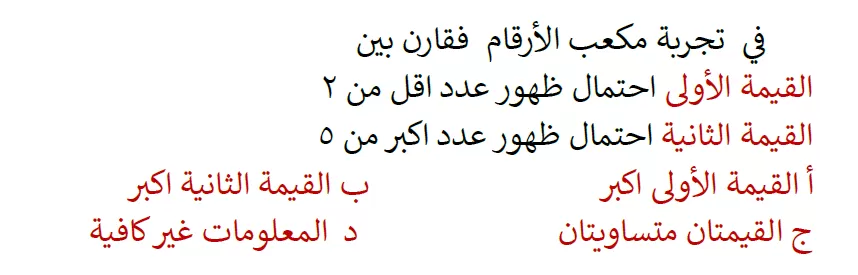 في تجربة مكعب الأرقام فقارن بين
القيمة الأولى احتمال ظهور عدد اقل من ٢
القيمة الثانية احتمال ظهور عدد اكبر من ٥
أ القيمة الأولى اكبر ب القيمة الثانية اكبر
ج القيمتان متساويتان د المعلومات غير كافية